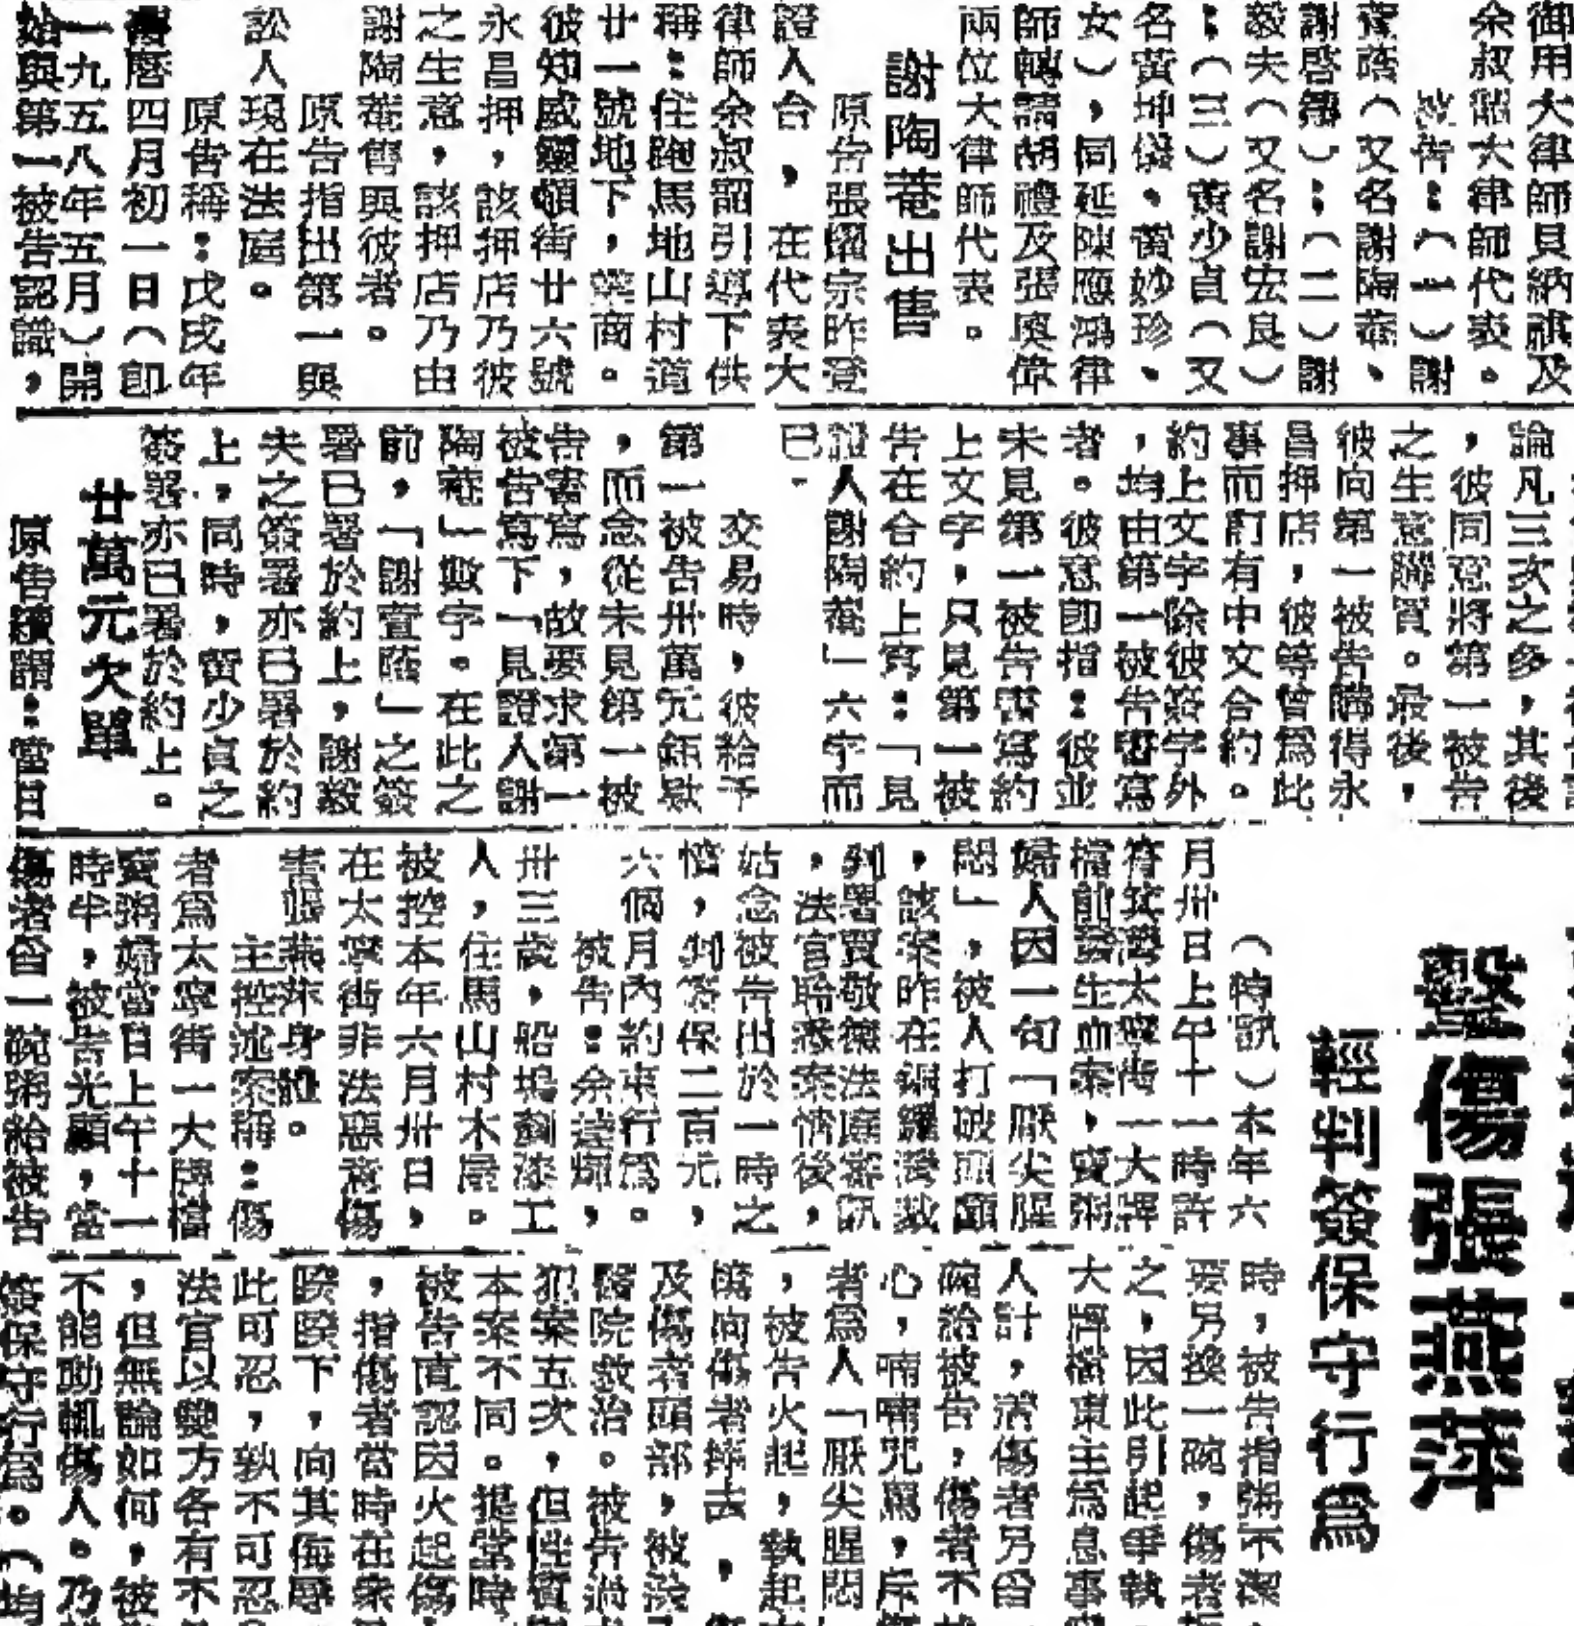 御用大律師貝納祺及
余叔韶大律師代表。
被告：（一）謝
（又名謝陶菴、
謝啓）；（二）謝
毅夫（又名謝宏良）
：（三）黃少貞（又
名黃坤儀、黃妙珍、
女），同延陳應鴻律
師轉請胡禮及張奧偉
兩位大律師代表。
謝陶菴出售
原告張耀宗昨登
證人台，在代表大
律師余叔韶引導下供
稱：住跑馬地山村道
廿一號地下，業商。
彼知威靈頓街廿六號
永昌押，該押店乃彼
之生意，該押店乃由
謝陶菴售與彼者。
原告指出第一與
訟人現在法庭。
原告稱：戊戌年
舊曆四月初一日（卽
一九五八年五月）開
始與第一被告認識，
論凡三次之多，其後
，彼同意將第一被告
之生意購買。最後，
彼向第一被告購得永
昌押店，彼等曾爲此
事而訂有中文合約。
約上文字除彼簽字外
，均由第一被告書寫
者。彼意卽指：彼並
未見第一被告書寫約
上文字，只見第一被
告在合約上寫：「見
證人謝陶菴」六字而
已。
交易時，彼給予
第一被告卅萬元鉅款
，而念從未見第一被
告書寫，故要求第一
被告寫下「見證人謝
陶菴」數字。在此之
前，「謝壹蔭」之簽
署已署於約上，謝毅
夫之簽署亦已署於約
上，同時，黃少貞之
簽署亦已署於約上。
廿萬元欠單
原告續謂：當日
鑿傷張燕萍
輕判簽保守行爲
（時訊）本年六
月卅日上午十一時許
筲箕灣太寧街一大牌
檔前發生血案，賣粥
婦人因一句「厭尖腥
悶」，被人打破頭顱
，該案昨在銅鑼灣裁
判署賈敬德法庭審訊
，法官聆悉案情後，
姑念被告出於一時之
憤，判簽保二百元，
六個月內約束行爲。
被告：余達輝，
卅三歲，船塢剷漆工
人，住馬山村木屋。
被控本年六月卅日，
在太寧街非法惡意傷
害張燕萍身體。
主控述案稱：傷
者爲太寧街一大牌檔
賣粥婦，當日上午十一
時半，被告光顧，當
傷者舀一碗粥給被告
時，被告指粥不潔，
要另換一碗，傷者拒
之，因此引起爭執，
大牌檔東主爲息事寧
人計，着傷者另舀一
碗給被告，傷者不
心，喃喃咒罵，斥
者爲人「厭尖腥悶」
，被告火起，執起
碗向傷者擲去，
及傷者頭部，被送
醫院救治。被告過去
犯案五次，但性質與
本案不同。提堂時，
被告直認因火起傷
，指傷者當時在衆
睽睽下，向其侮辱
此可忍，孰不可忍
法官以雙方各有不
，但無論如何，被
不能動輒傷人。乃
簽保守行爲。（均